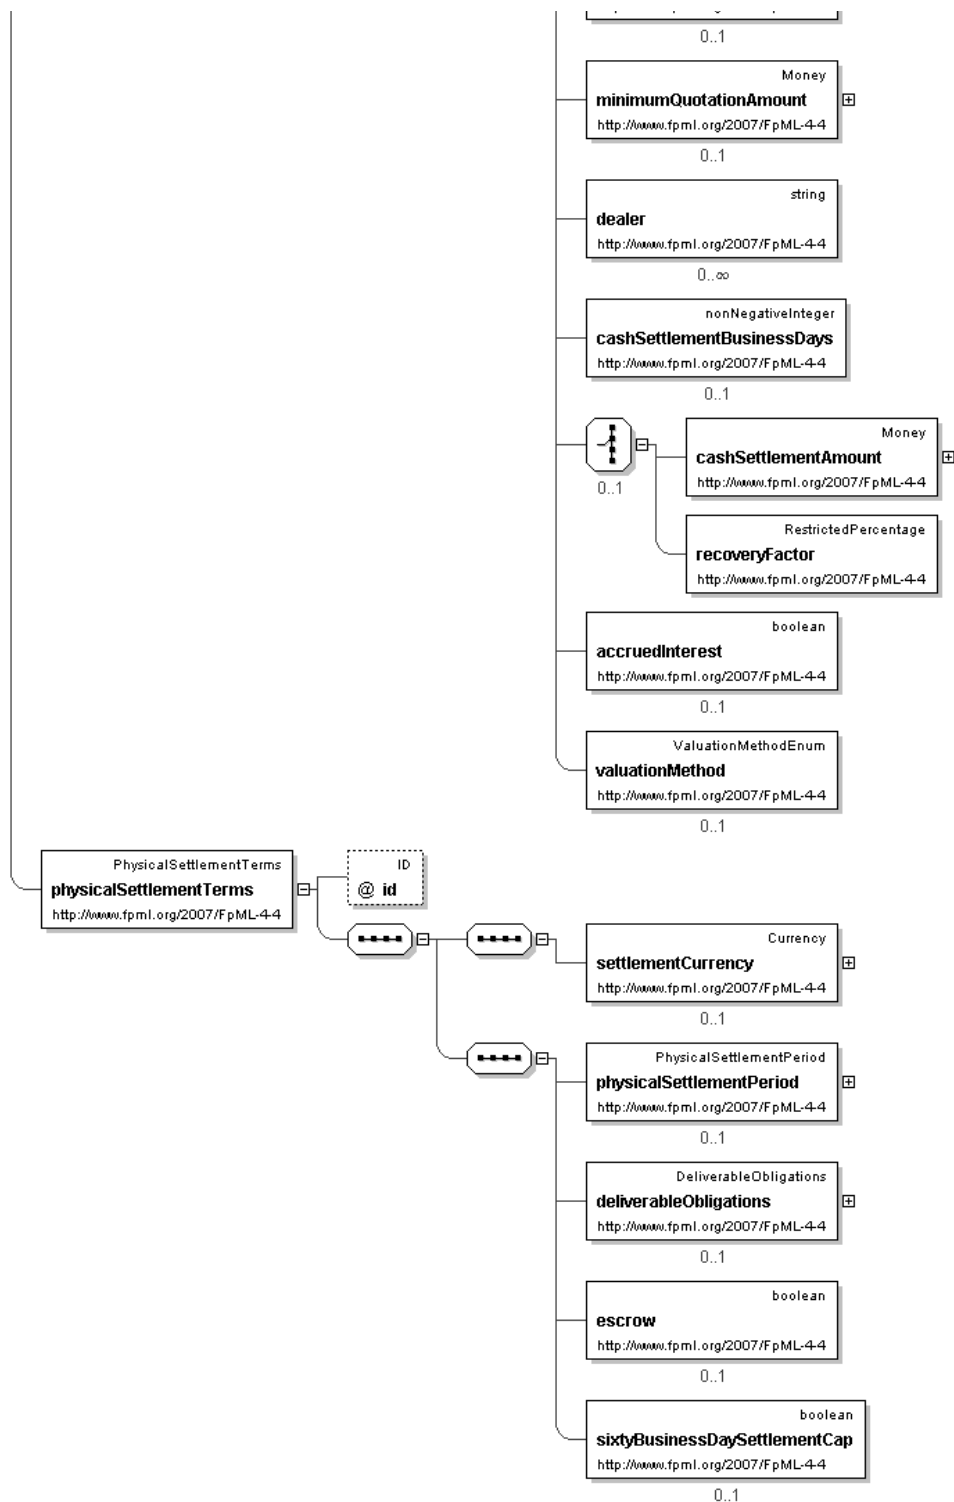 0..1
Money
minimumQuotationAmount
http://www.fpml.org/2007/FpML-4-4
0..1
string
dealer
http://www.fpml.org/2007/FpML-4-4
0..∞
nonNegativeInteger
cashSettlementBusinessDays
http://www.fpml.org/2007/FpML-4-4
0..1
Money
cashSettlementAmount
http://www.fpml.org/2007/FpML-4-4
0..1
RestrictedPercentage
recoveryFactor
http://www.fpml.org/2007/FpML-4-4
boolean
accruedInterest
http://www.fpml.org/2007/FpML-4-4
0..1
ValuationMethodEnum
valuationMethod
http://www.fpml.org/2007/FpML-4-4
0..1
PhysicalSettlementTerms
physicalSettlementTerms
http://www.fpml.org/2007/FpML-4-4
ID
@ id
Currency
settlementCurrency
http://www.fpml.org/2007/FpML-4-4
0..1
PhysicalSettlementPeriod
physicalSettlementPeriod
http://www.fpml.org/2007/FpML-4-4
0..1
DeliverableObligations
deliverableObligations
http://www.fpml.org/2007/FpML-4-4
0..1
boolean
escrow
http://www.fpml.org/2007/FpML-4-4
0..1
boolean
sixtyBusinessDaySettlementCap
http://www.fpml.org/2007/FpML-4-4
0..1